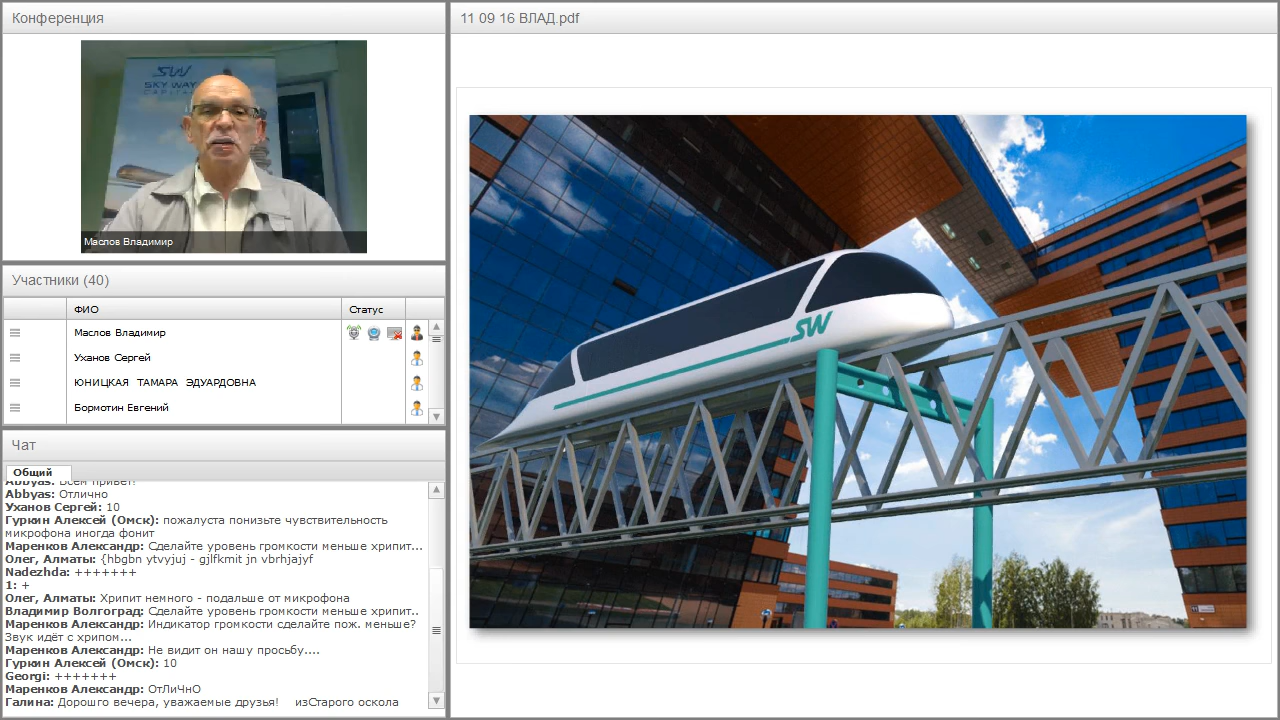 Конференция
SW
SKY WAY
CAPITAL
Маслов Владимир
Участники (40)
ФИО
Статус
Маслов Владимир
Уханов Сергей
ЮНИЦКАЯ ТАМАРА ЭДУАРДОВНА
Бормотин Евгений
Чат
Общий
Abbyas: Всем привет!
Abbyas: Отлично
Уханов Сергей: 10
Гуркин Алексей (Омск): пожалуста понизьте чувствительность
микрофона иногда фонит
Маренков Александр: Сделайте уровень громкости меньше хрипит...
Олег, Алматы: {hbgbn ytvyjuj - gjlfkmit jn vbrhjajyf
Nadezhda: +++++++
1: +
Олег, Алматы: Хрипит немного - подальше от микрофона
Владимир Волгоград: Сделайте уровень громкости меньше хрипит..
Маренков Александр: Индикатор громкости сделайте пож. меньше?
Звук идёт с хрипом...
Маренков Александр: Не видит он нашу просьбу....
Гуркин Алексей (Омск): 10
Georgi: +++++++
Маренков Александр: ОтЛиЧнО
Галина: Дорошго вечера, уважаемые друзья! изСтарого оскола
11 09 16 ВЛАД.pdf
SW